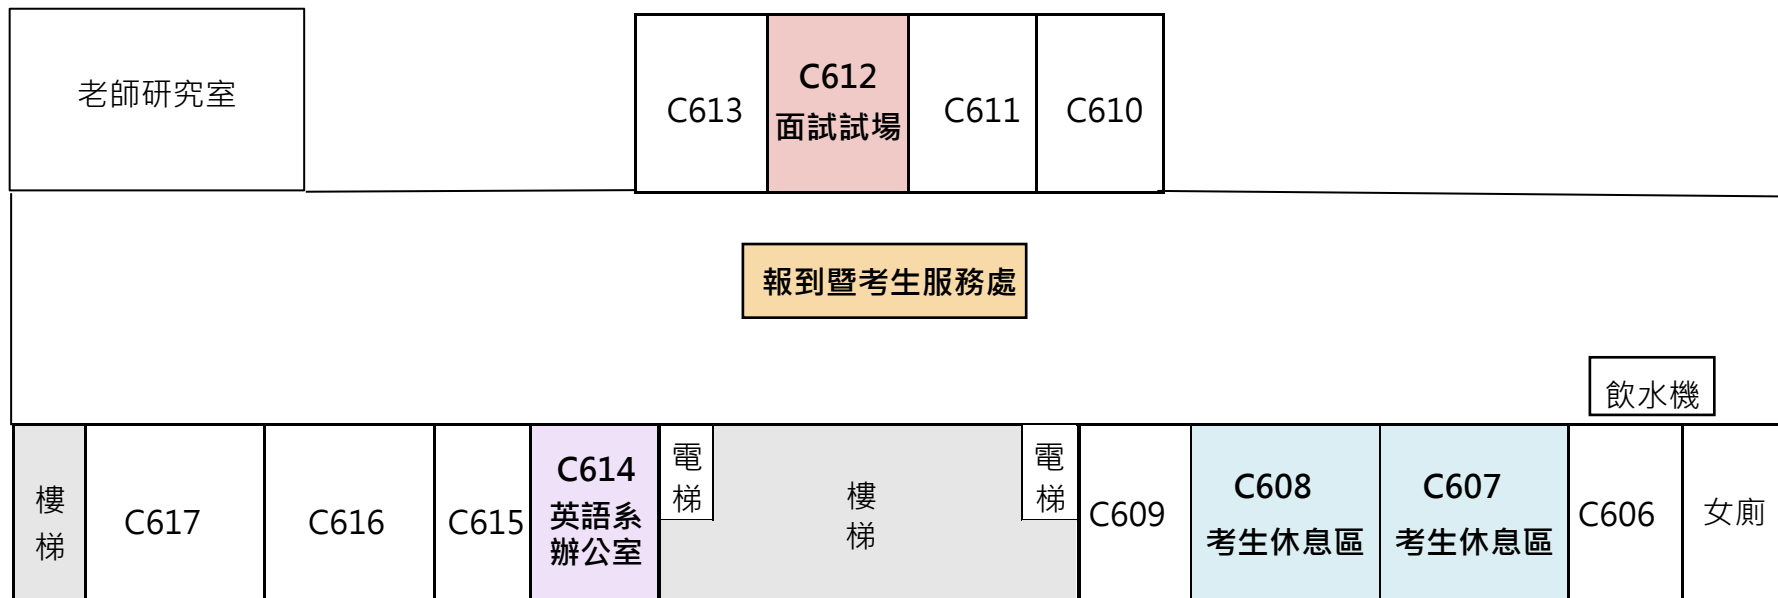 老師研究室
C613
C612
面試試場
C611
C610
報到暨考生服務處
飲水機
樓
梯
C617
C616
C615
C614
英語系
辦公室
電
梯
樓
梯
電
梯
C609
C608
考生休息區
C607
考生休息區
C606
女廁